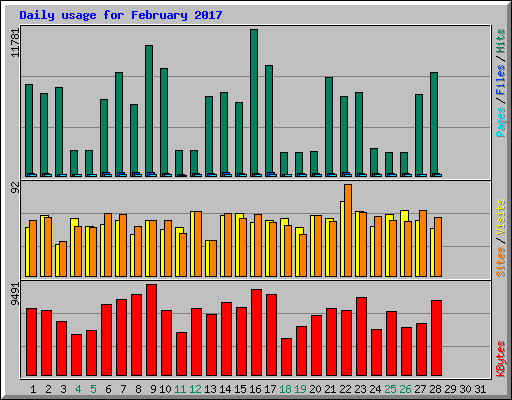 Daily usage for February 2017
11781
Pages / Files / Hits
92
Sites / Visits
9491
KBytes
1 2 3 4 5 6 7 8 9 10 11 12 13 14 15 16 17 18 19 20 21 22 23 24 25 26 27 28 29 30 31